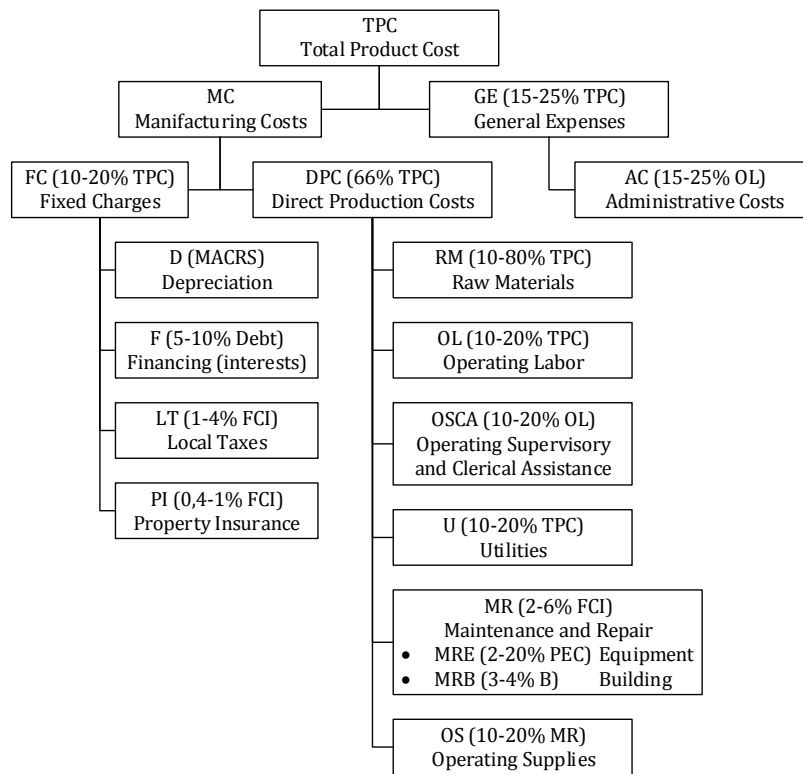 TPC
Total Product Cost
MC
Manifacturing Costs
GE (15-25% TPC)
General Expenses
FC (10-20% TPC)
Fixed Charges
DPC (66% TPC)
Direct Production Costs
AC (15-25% OL)
Administrative Costs
D (MACRS)
Depreciation
F (5-10% Debt)
Financing (interests)
LT (1-4% FCI)
Local Taxes
PI (0,4-1% FCI)
Property Insurance
RM (10-80% TPC)
Raw Materials
OL (10-20% TPC)
Operating Labor
OSCA (10-20% OL)
Operating Supervisory
and Clerical Assistance
U (10-20% TPC)
Utilities
MR (2-6% FCI)
Maintenance and Repair
• MRE (2-20% PEC) Equipment
• MRB (3-4% B) Building
OS (10-20% MR)
Operating Supplies